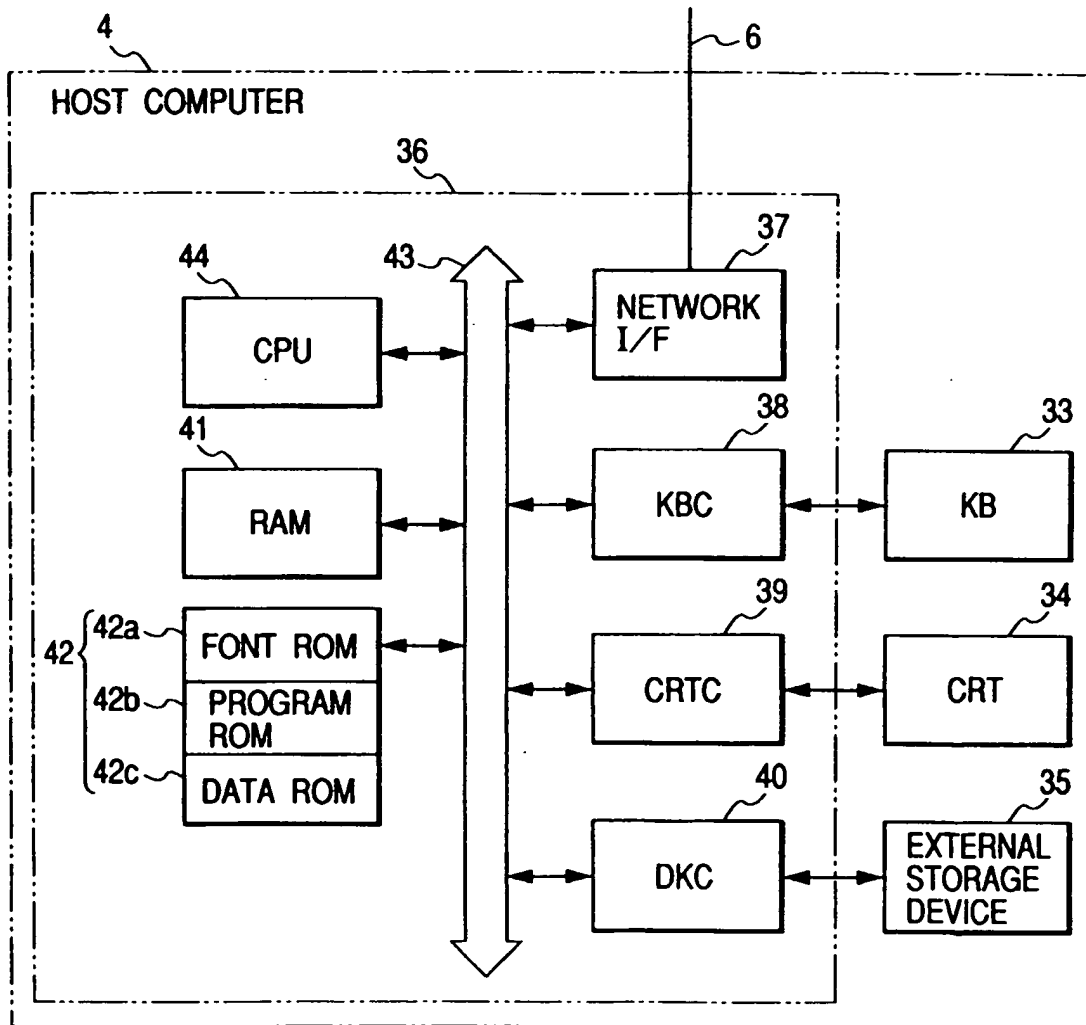 4
6
HOST COMPUTER
36
43
37
44
NETWORK
I/F
CPU
41
38
33
RAM
KBC
KB
39
34
42
42a
FONT ROM
42b
PROGRAM
ROM
42c
DATA ROM
CRTC
CRT
40
35
DKC
EXTERNAL
STORAGE
DEVICE